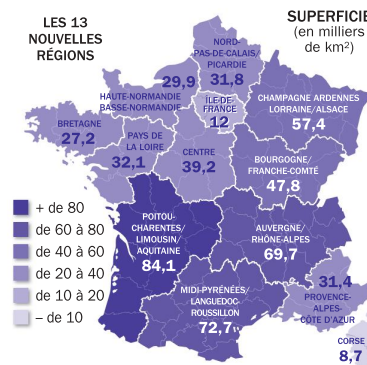 LES 13
NOUVELLES
RÉGIONS
SUPERFICIE
(en milliers
de km²)
NORD-
PAS-DE-CALAIS/
PICARDIE
31,8
29,9
HAUTE-NORMANDIE
BASSE-NORMANDIE
ÎLE-DE-
FRANCE
12
CHAMPAGNE ARDENNES
LORRAINE/ALSACE
57,4
BRETAGNE
27,2
PAYS DE
LA LOIRE
32,1
CENTRE
39,2
BOURGOGNE/
FRANCHE-COMTÉ
47,8
+ de 80
de 60 à 80
de 40 à 60
de 20 à 40
de 10 à 20
– de 10
POITOU-
CHARENTES/
LIMOUSIN/
AQUITAINE
84,1
AUVERGNE/
RHÔNE-ALPES
69,7
MIDI-PYRÉNÉES/
LANGUEDOC-
ROUSSILLON
72,7
31,4
PROVENCE-
ALPES-
CÔTE D'AZUR
CORSE
8,7